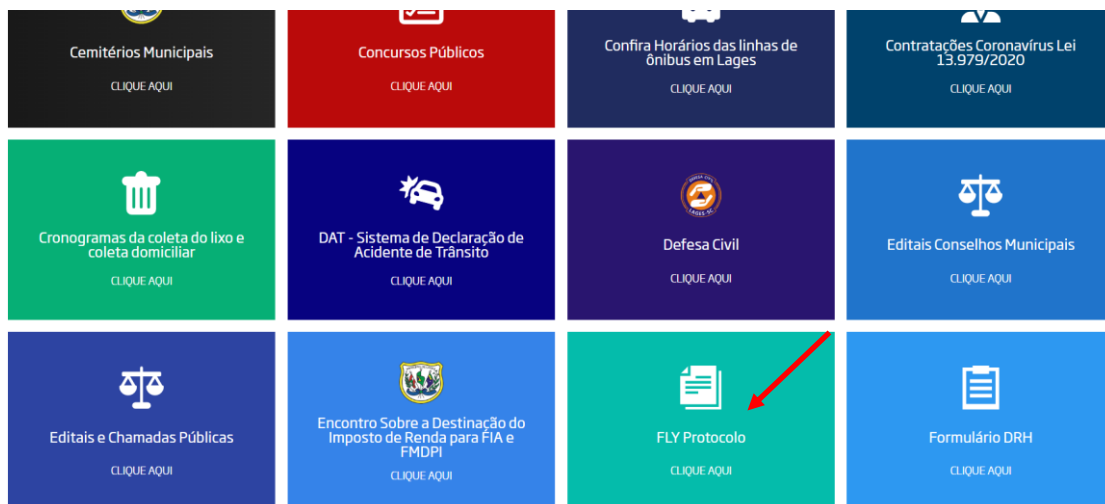 Cemitérios Municipais
CLIQUE AQUI
Concursos Públicos
CLIQUE AQUI
Confira Horários das linhas de
ônibus em Lages
CLIQUE AQUI
Contratações Coronavírus Lei
13.979/2020
CLIQUE AQUI
Cronogramas da coleta do lixo e
coleta domiciliar
CLIQUE AQUI
DAT - Sistema de Declaração de
Acidente de Trânsito
CLIQUE AQUI
DEFESA CIVIL
LAGES-SC
Defesa Civil
CLIQUE AQUI
Editais Conselhos Municipais
CLIQUE AQUI
Editais e Chamadas Públicas
CLIQUE AQUI
Encontro Sobre a Destinação do
Imposto de Renda para FIA e
FMDPI
CLIQUE AQUI
FLY Protocolo
CLIQUE AQUI
Formulário DRH
CLIQUE AQUI